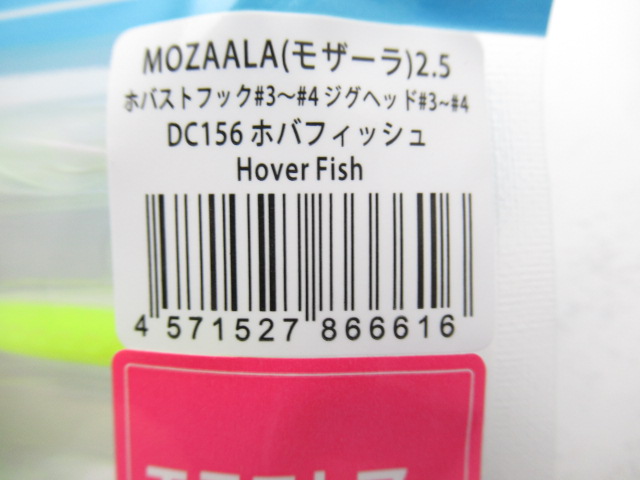 MOZAALA(モザーラ)2.5
ホバストフック#3~#4 ジグヘッド#3~#4
DC156 ホバフィッシュ
Hover Fish
4 571527 866616